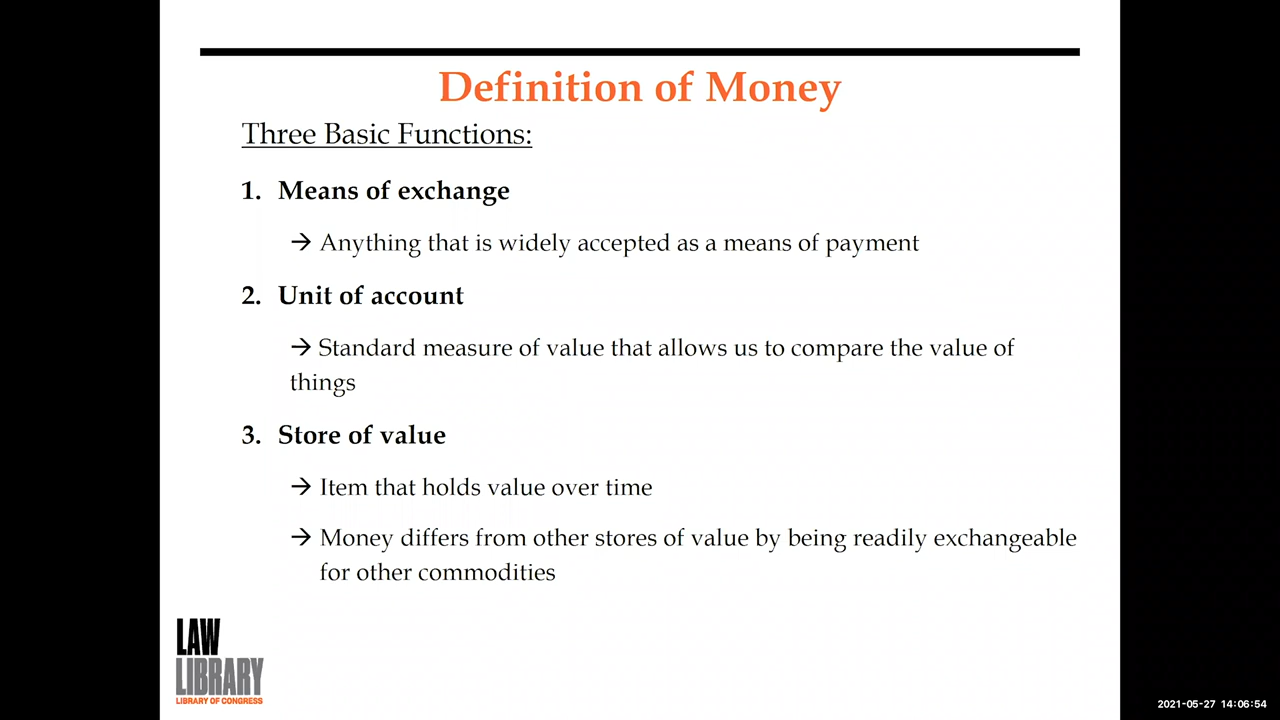 Definition of Money
Three Basic Functions:
1. Means of exchange
→ Anything that is widely accepted as a means of payment
2. Unit of account
→ Standard measure of value that allows us to compare the value of
things
3. Store of value
→ Item that holds value over time
→ Money differs from other stores of value by being readily exchangeable
for other commodities
LAW
LIBRARY
LIBRARY OF CONGRESS
2021-05-27 14:06:54